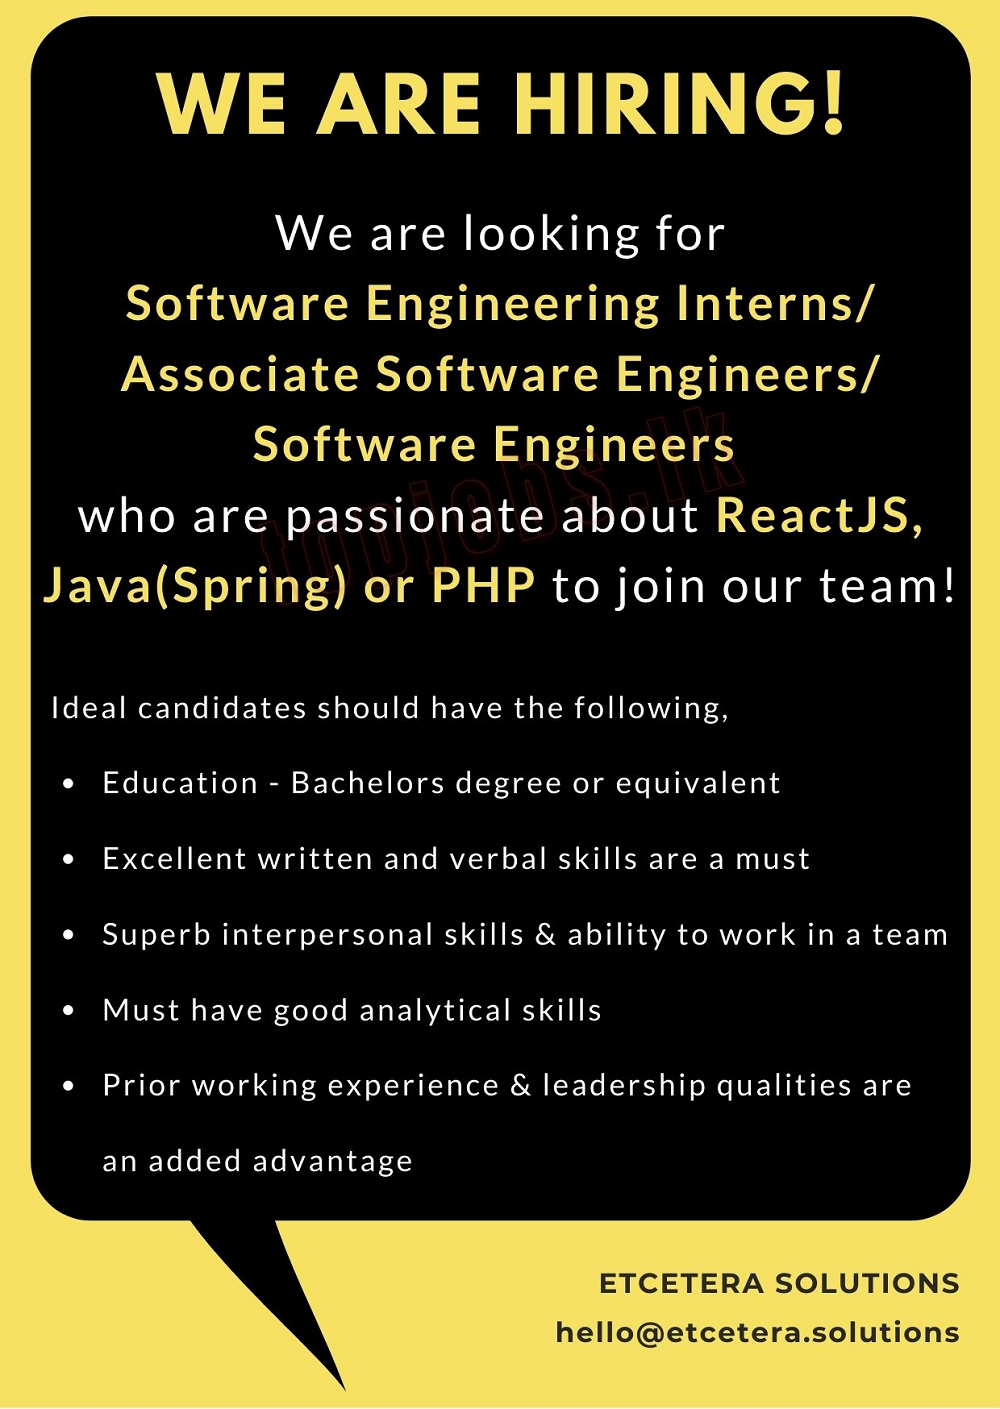 WE ARE HIRING!
We are looking for
Software Engineering Interns/
Associate Software Engineers/
Software Engineers
who are passionate about ReactJS,
Java(Spring) or PHP to join our team!
topjobs.lk
Ideal candidates should have the following,
• Education - Bachelors degree or equivalent
• Excellent written and verbal skills are a must
• Superb interpersonal skills & ability to work in a team
• Must have good analytical skills
• Prior working experience & leadership qualities are
an added advantage
ETCETERA SOLUTIONS
hello@etcetera.solutions